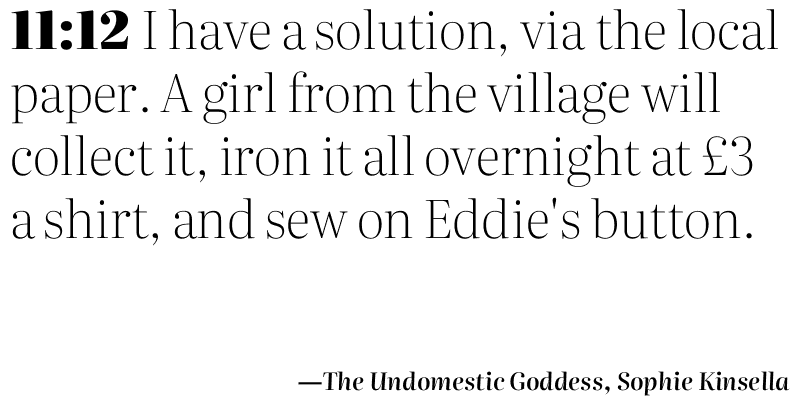 11:12 I have a solution, via the local
paper. A girl from the village will
collect it, iron it all overnight at £3
a shirt, and sew on Eddie's button.
—The Undomestic Goddess, Sophie Kinsella